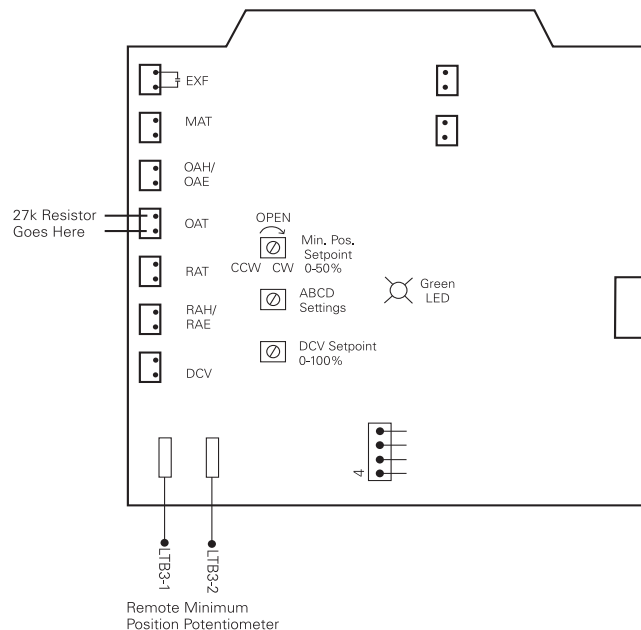 EXF
MAT
OAH/
OAE
27k Resistor
Goes Here
OAT
OPEN
Min. Pos.
Setpoint
0-50%
CCW CW
RAT
ABCD
Settings
Green
LED
RAH/
RAE
DCV Setpoint
0-100%
DCV
4
LTB3-1
LTB3-2
Remote Minimum
Position Potentiometer